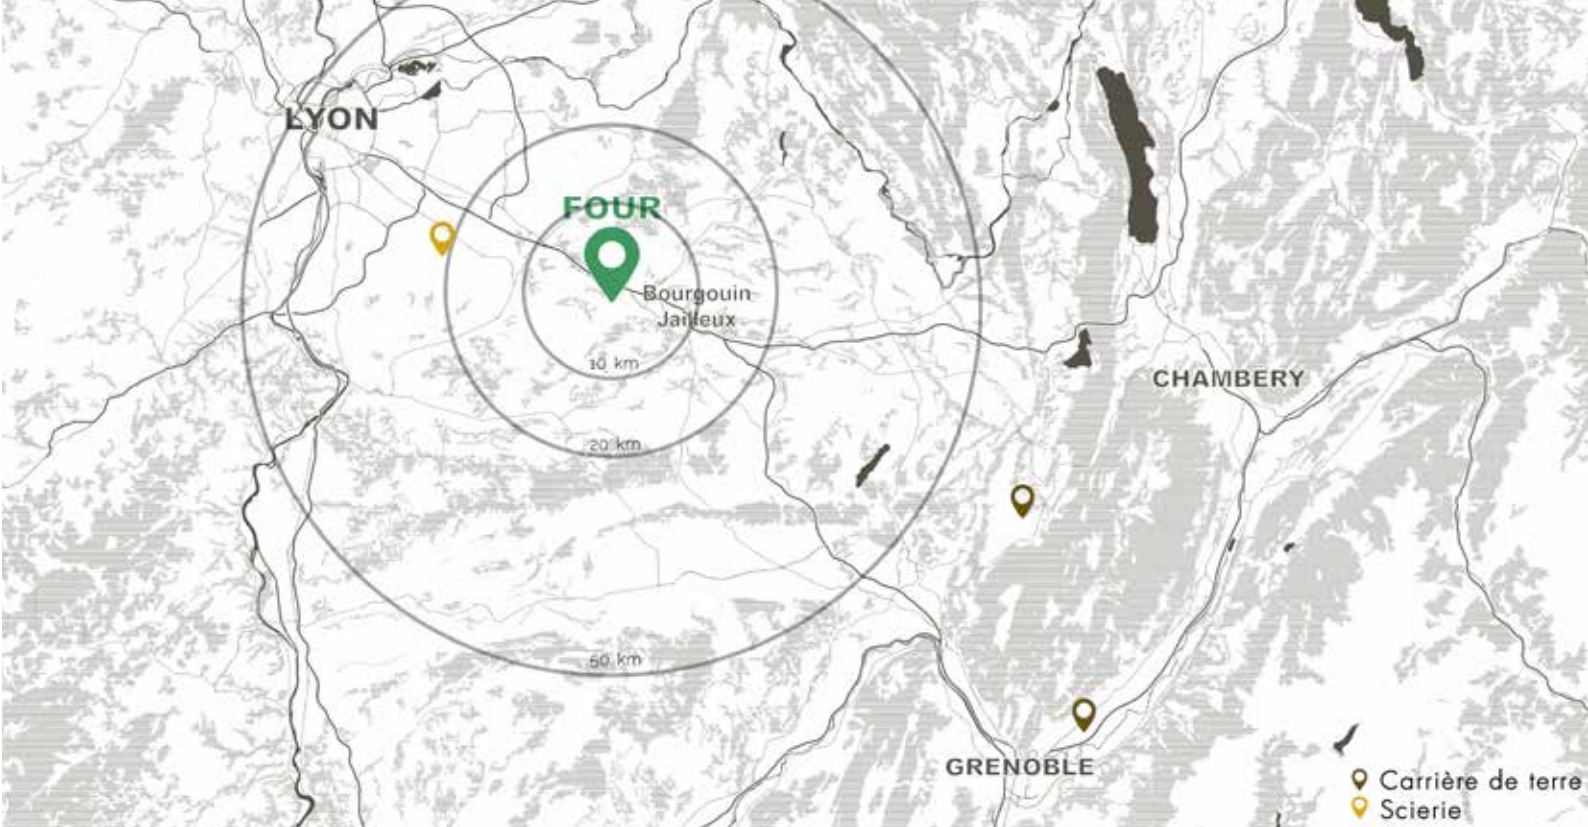 LYON
FOUR
Bourgouin
Jailleux
10 km
20 km
50 km
CHAMBERY
GRENOBLE
Carrière de terre
Scierie